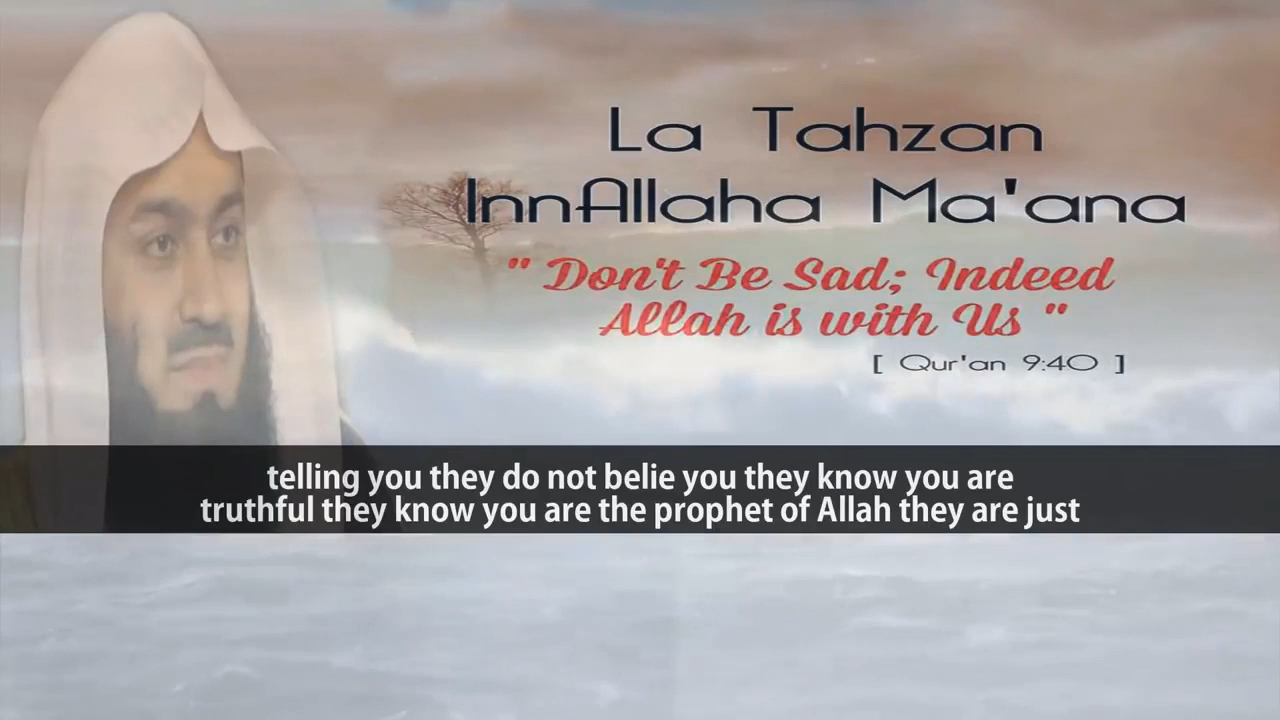 La Tahzan
InnAllaha Ma'ana
" Don't Be Sad; Indeed
Allah is with Us "
[ Qur'an 9:40 ]
telling you they do not belie you they know you are
truthful they know you are the prophet of Allah they are just